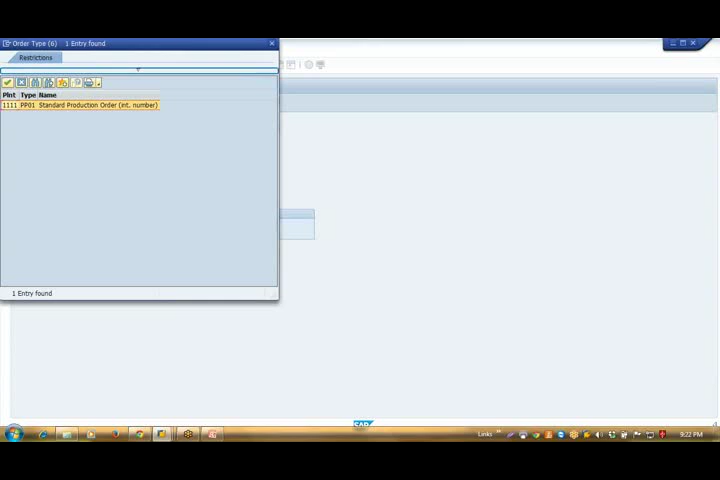 Order Type (6) 1 Entry found
Restrictions
Plnt Type Name
1111 PP01 Standard Production Order (int. number)
1 Entry found
SAP
Links
9:22 PM